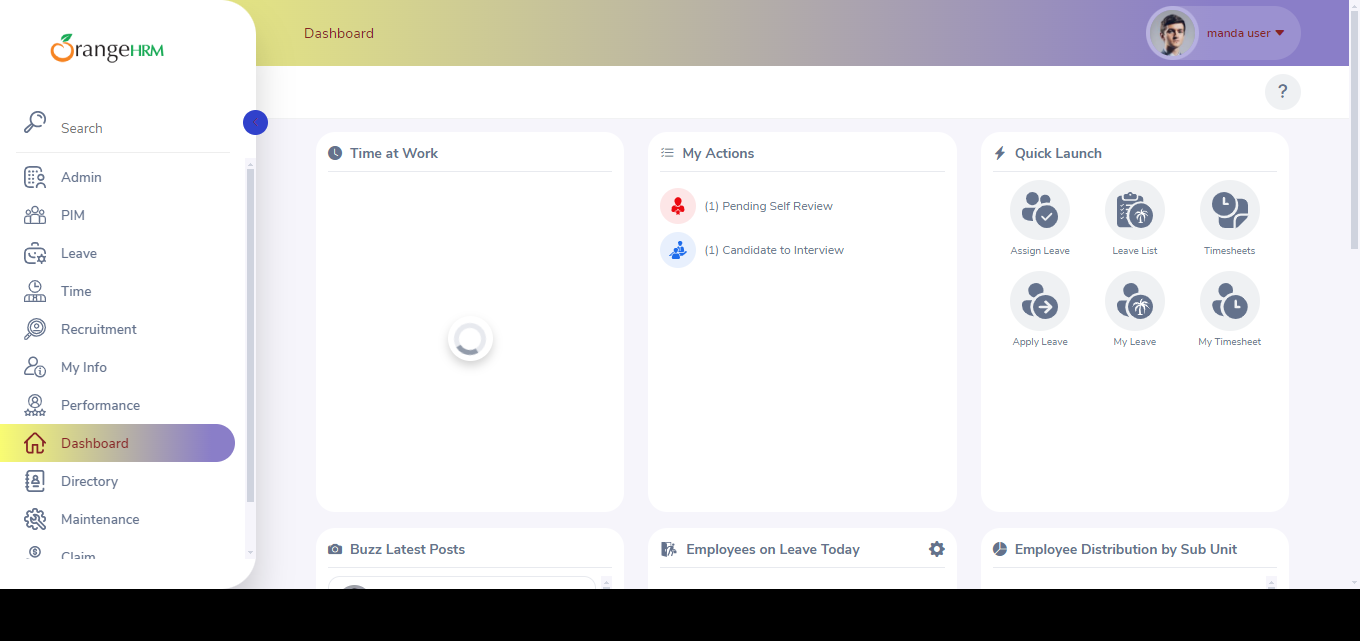 OrangeHRM
Dashboard
manda user
?
Search
Admin
PIM
Leave
Time
Recruitment
My Info
Performance
Dashboard
Directory
Maintenance
Claim
Time at Work
My Actions
(1) Pending Self Review
(1) Candidate to Interview
Quick Launch
Assign Leave
Leave List
Timesheets
Apply Leave
My Leave
My Timesheet
Buzz Latest Posts
Employees on Leave Today
Employee Distribution by Sub Unit